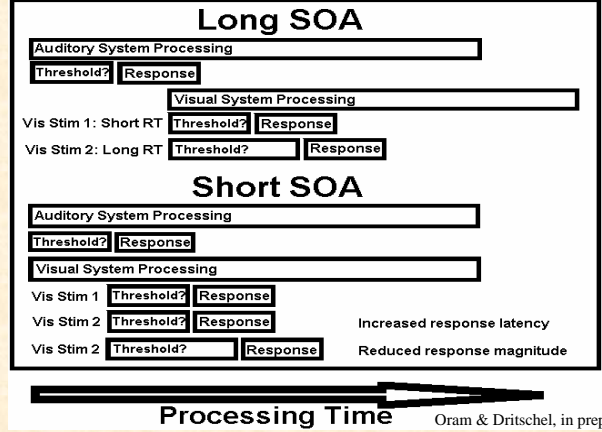 Long SOA
Auditory System Processing
Threshold? Response
Visual System Processing
Vis Stim 1: Short RT Threshold? Response
Vis Stim 2: Long RT Threshold? Response
Short SOA
Auditory System Processing
Threshold? Response
Visual System Processing
Vis Stim 1 Threshold? Response
Vis Stim 2 Threshold? Response Increased response latency
Vis Stim 2 Threshold? Response Reduced response magnitude
Processing Time Oram & Dritschel, in prep